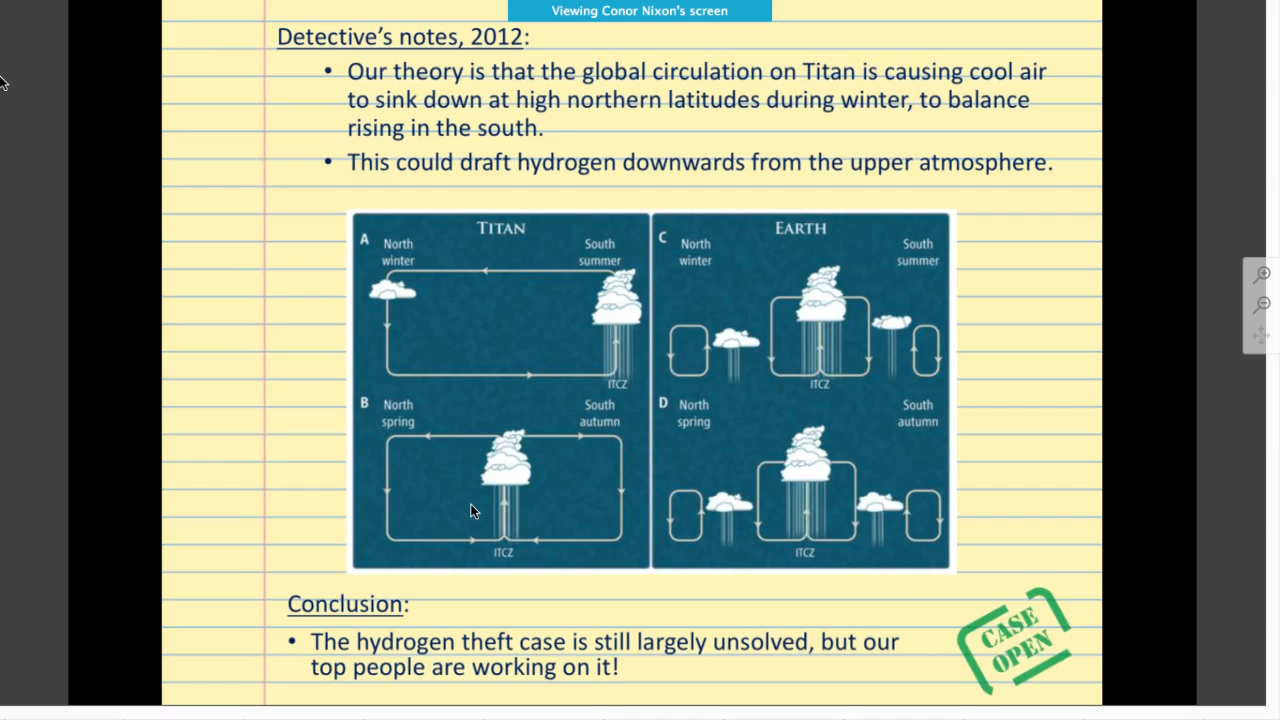 Viewing Conor Nixon's screen
Detective's notes, 2012:
• Our theory is that the global circulation on Titan is causing cool air
to sink down at high northern latitudes during winter, to balance
rising in the south.
• This could draft hydrogen downwards from the upper atmosphere.
TITAN
A
North
winter
South
summer
ITCZ
B
North
spring
South
autumn
ITCZ
EARTH
C
North
winter
South
summer
ITCZ
D
North
spring
South
autumn
ITCZ
Conclusion:
• The hydrogen theft case is still largely unsolved, but our
top people are working on it!
CASE
OPEN